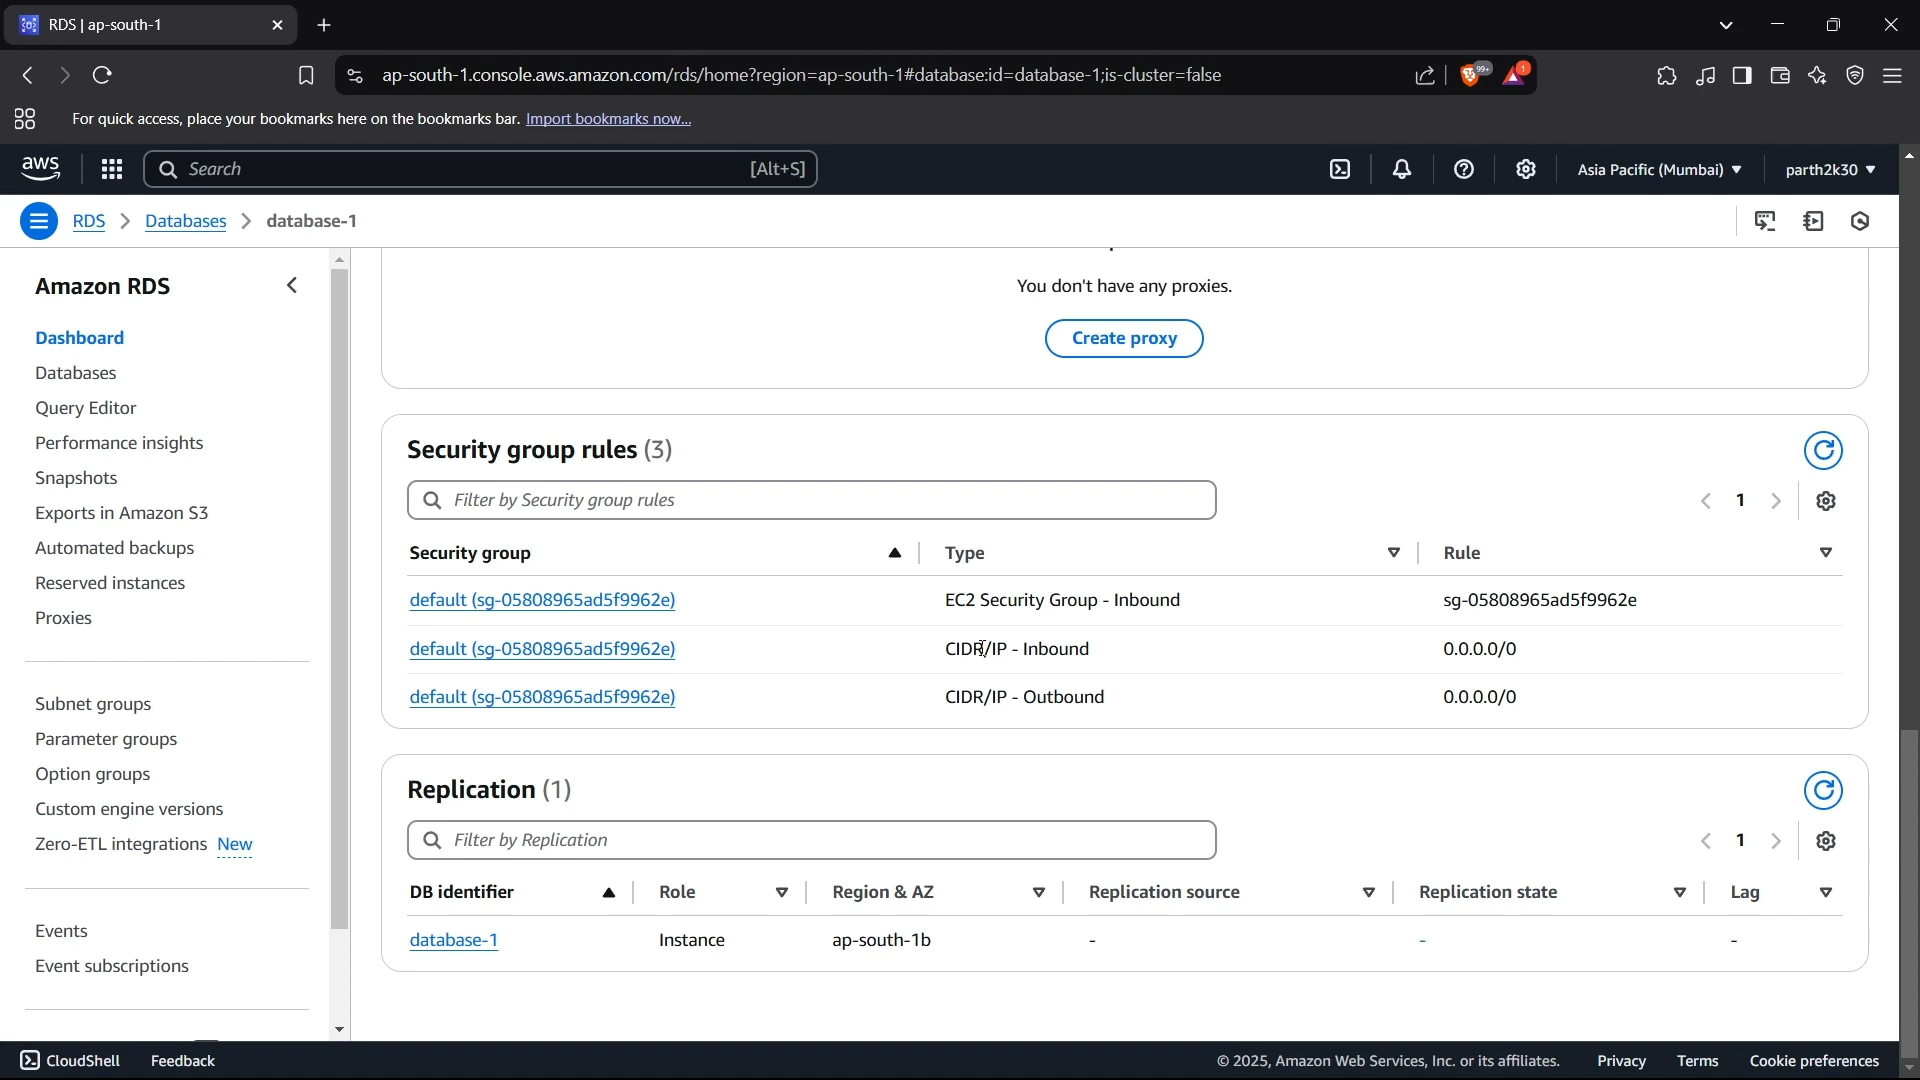 RDS | ap-south-1
ap-south-1.console.aws.amazon.com/rds/home?region=ap-south-1#database:id=database-1;is-cluster=false
99+
1
For quick access, place your bookmarks here on the bookmarks bar. Import bookmarks now...
aws
Search
[Alt+S]
Asia Pacific (Mumbai)
parth2k30
RDS
Databases
database-1
Amazon RDS
Dashboard
Databases
Query Editor
Performance insights
Snapshots
Exports in Amazon S3
Automated backups
Reserved instances
Proxies
Subnet groups
Parameter groups
Option groups
Custom engine versions
Zero-ETL integrations New
Events
Event subscriptions
You don't have any proxies.
Create proxy
Security group rules (3)
Filter by Security group rules
1
Security group Type Rule
default (sg-05808965ad5f9962e) EC2 Security Group - Inbound sg-05808965ad5f9962e
default (sg-05808965ad5f9962e) CIDR/IP - Inbound 0.0.0.0/0
default (sg-05808965ad5f9962e) CIDR/IP - Outbound 0.0.0.0/0
Replication (1)
Filter by Replication
1
DB identifier Role Region & AZ Replication source Replication state Lag
database-1 Instance ap-south-1b - - -
CloudShell
Feedback
© 2025, Amazon Web Services, Inc. or its affiliates.
Privacy
Terms
Cookie preferences